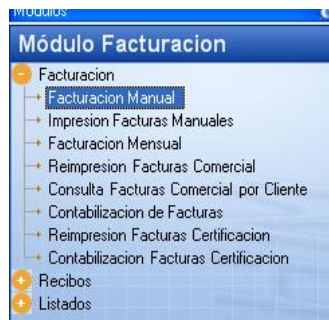 Modulos
Módulo Facturacion
Facturacion
Facturacion Manual
Impresion Facturas Manuales
Facturacion Mensual
Reimpresion Facturas Comercial
Consulta Facturas Comercial por Cliente
Contabilizacion de Facturas
Reimpresion Facturas Certificacion
Contabilizacion Facturas Certificacion
Recibos
Listados